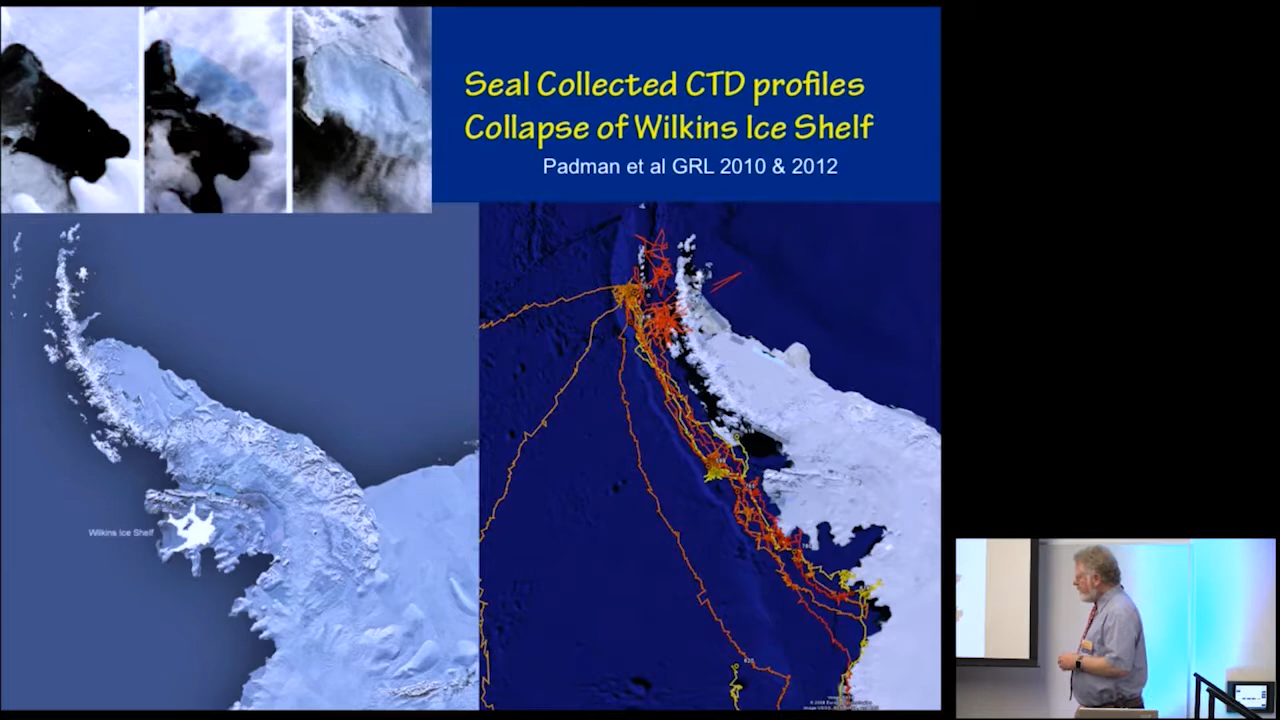 Seal Collected CTD profiles
Collapse of Wilkins Ice Shelf
Padman et al GRL 2010 & 2012
Wilkins Ice Shelf